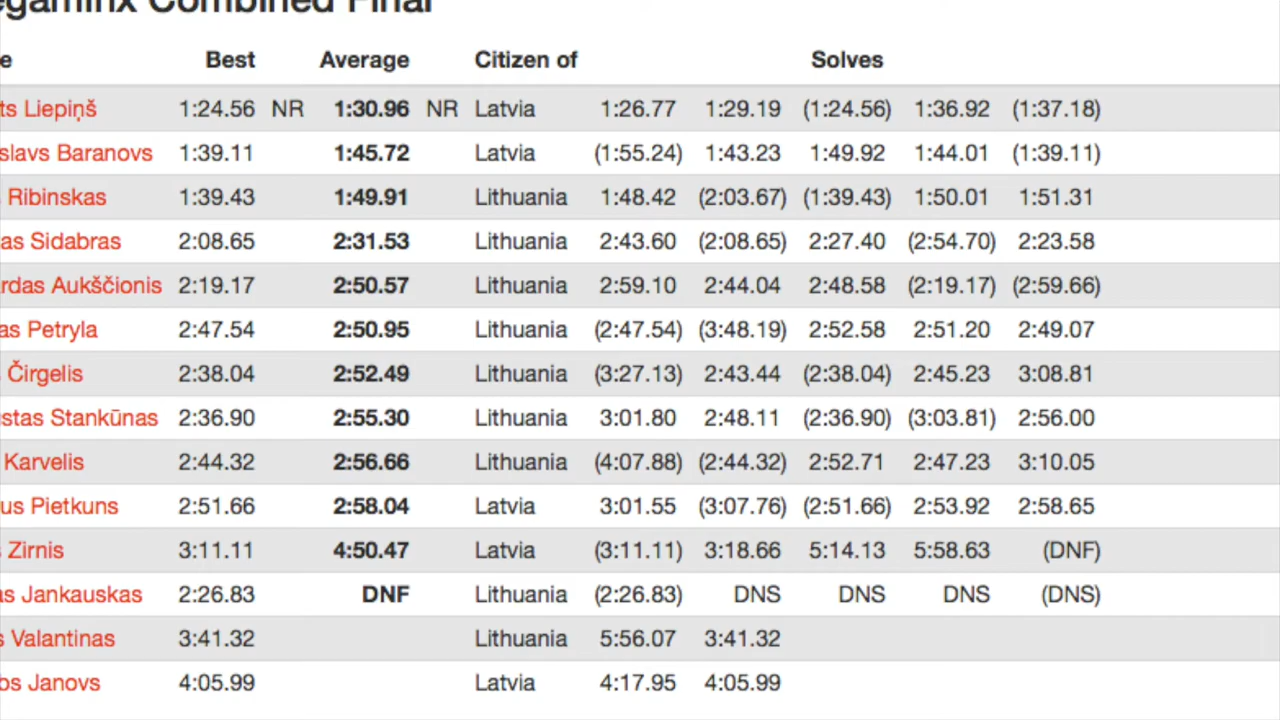 egaminx Combined Final
e Best Average Citizen of Solves
ts Liepiņš 1:24.56 NR 1:30.96 NR Latvia 1:26.77 1:29.19 (1:24.56) 1:36.92 (1:37.18)
slavs Baranovs 1:39.11 1:45.72 Latvia (1:55.24) 1:43.23 1:49.92 1:44.01 (1:39.11)
Ribinskas 1:39.43 1:49.91 Lithuania 1:48.42 (2:03.67) (1:39.43) 1:50.01 1:51.31
as Sidabras 2:08.65 2:31.53 Lithuania 2:43.60 (2:08.65) 2:27.40 (2:54.70) 2:23.58
rdas Aukščionis 2:19.17 2:50.57 Lithuania 2:59.10 2:44.04 2:48.58 (2:19.17) (2:59.66)
as Petryla 2:47.54 2:50.95 Lithuania (2:47.54) (3:48.19) 2:52.58 2:51.20 2:49.07
Čirgelis 2:38.04 2:52.49 Lithuania (3:27.13) 2:43.44 (2:38.04) 2:45.23 3:08.81
stas Stankūnas 2:36.90 2:55.30 Lithuania 3:01.80 2:48.11 (2:36.90) (3:03.81) 2:56.00
Karvelis 2:44.32 2:56.66 Lithuania (4:07.88) (2:44.32) 2:52.71 2:47.23 3:10.05
us Pietkuns 2:51.66 2:58.04 Latvia 3:01.55 (3:07.76) (2:51.66) 2:53.92 2:58.65
Zirnis 3:11.11 4:50.47 Latvia (3:11.11) 3:18.66 5:14.13 5:58.63 (DNF)
as Jankauskas 2:26.83 DNF Lithuania (2:26.83) DNS DNS DNS (DNS)
s Valantinas 3:41.32 Lithuania 5:56.07 3:41.32
os Janovs 4:05.99 Latvia 4:17.95 4:05.99